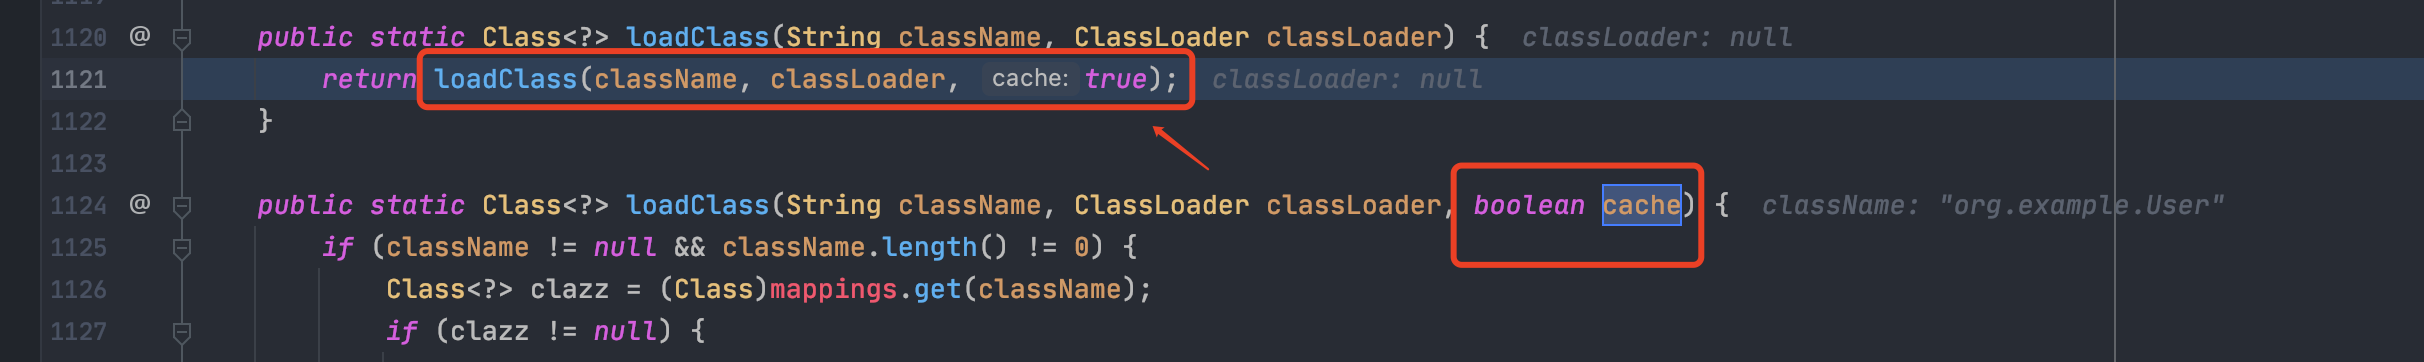 1120 @ public static Class<?> loadClass(String className, ClassLoader classLoader) { classLoader: null
1121 return loadClass(className, classLoader, cache: true); classLoader: null
1122 }
1123
1124 @ public static Class<?> loadClass(String className, ClassLoader classLoader, boolean cache) { className: "org.example.User"
1125 if (className != null && className.length() != 0) {
1126 Class<?> clazz = (Class)mappings.get(className);
1127 if (clazz != null) {